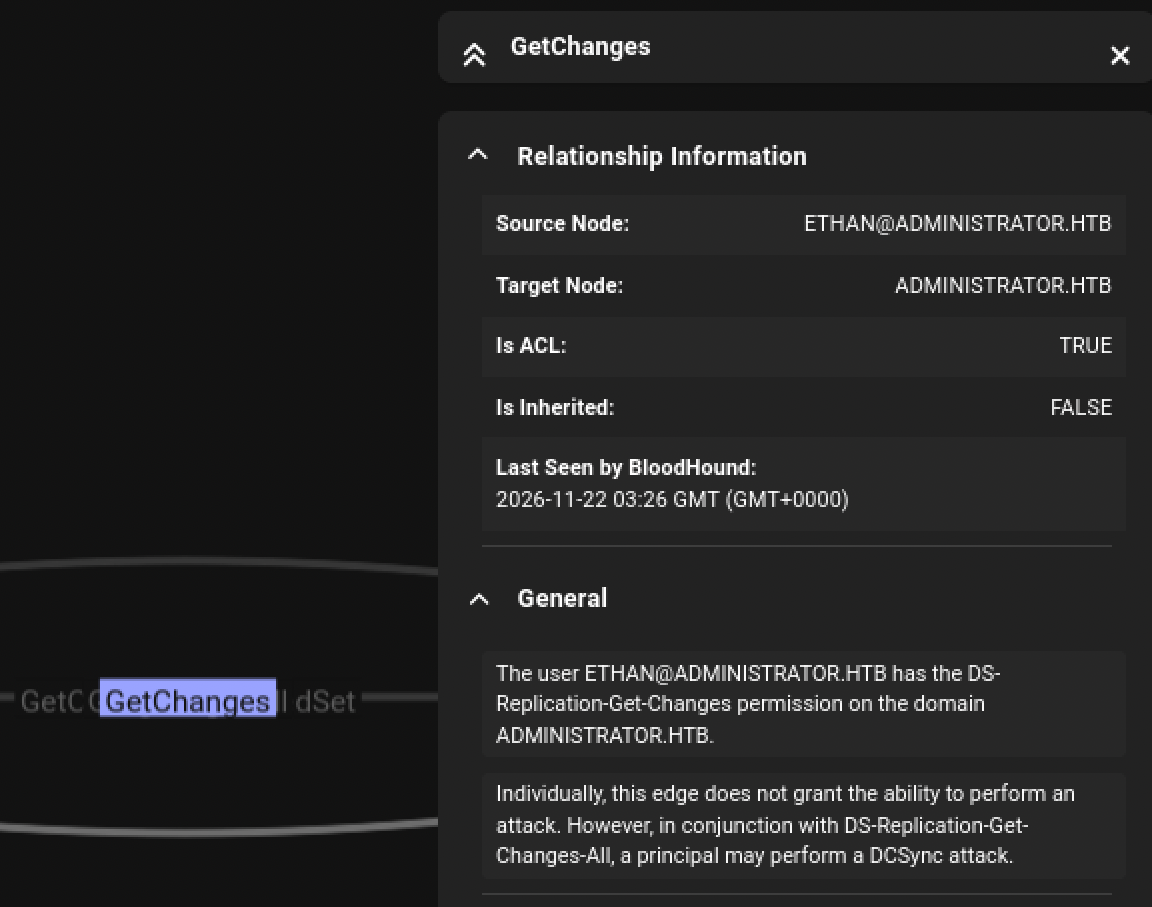 GetChanges
Relationship Information
Source Node: ETHAN@ADMINISTRATOR.HTB
Target Node: ADMINISTRATOR.HTB
Is ACL: TRUE
Is Inherited: FALSE
Last Seen by BloodHound:
2026-11-22 03:26 GMT (GMT+0000)
General
The user ETHAN@ADMINISTRATOR.HTB has the DS-
Replication-Get-Changes permission on the domain
ADMINISTRATOR.HTB.
Individually, this edge does not grant the ability to perform an
attack. However, in conjunction with DS-Replication-Get-
Changes-All, a principal may perform a DCSync attack.
GetChanges dSet